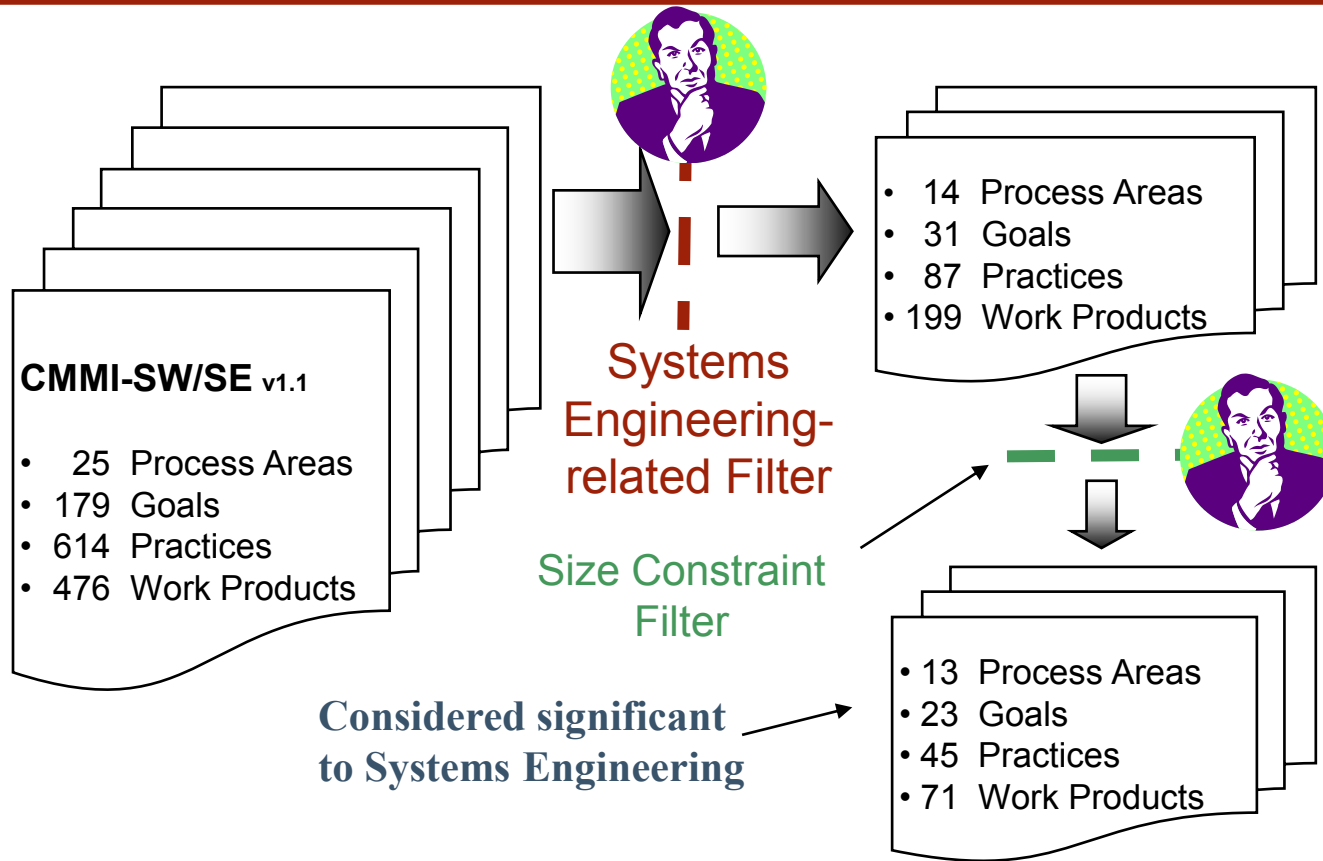 CMMI-SW/SE v1.1
• 25 Process Areas
• 179 Goals
• 614 Practices
• 476 Work Products
Systems
Engineering-
related Filter
• 14 Process Areas
• 31 Goals
• 87 Practices
• 199 Work Products
Size Constraint
Filter
Considered significant
to Systems Engineering
• 13 Process Areas
• 23 Goals
• 45 Practices
• 71 Work Products